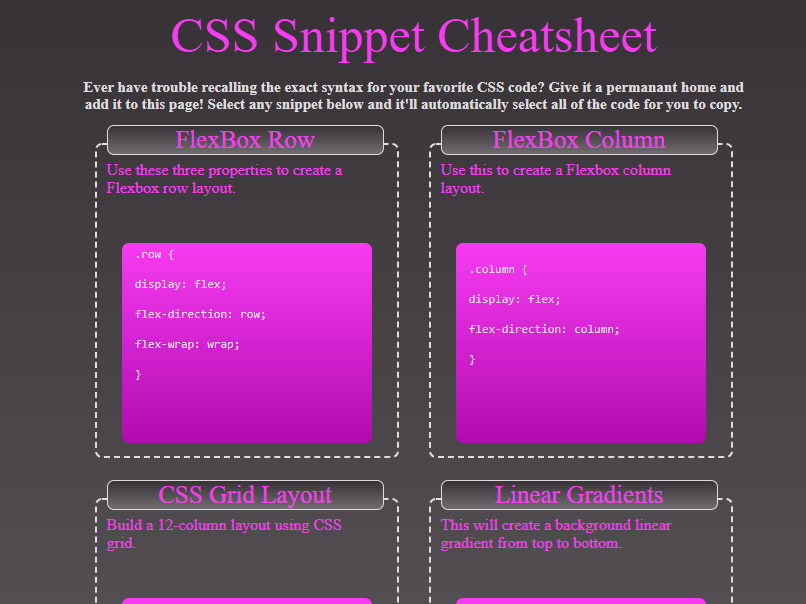 CSS Snippet Cheatsheet
Ever have trouble recalling the exact syntax for your favorite CSS code? Give it a permanant home and
add it to this page! Select any snippet below and it'll automatically select all of the code for you to copy.
FlexBox Row
Use these three properties to create a
Flexbox row layout.
.row {
display: flex;
flex-direction: row;
flex-wrap: wrap;
}
FlexBox Column
Use this to create a Flexbox column
layout.
.column {
display: flex;
flex-direction: column;
}
CSS Grid Layout
Build a 12-column layout using CSS
grid.
Linear Gradients
This will create a background linear
gradient from top to bottom.